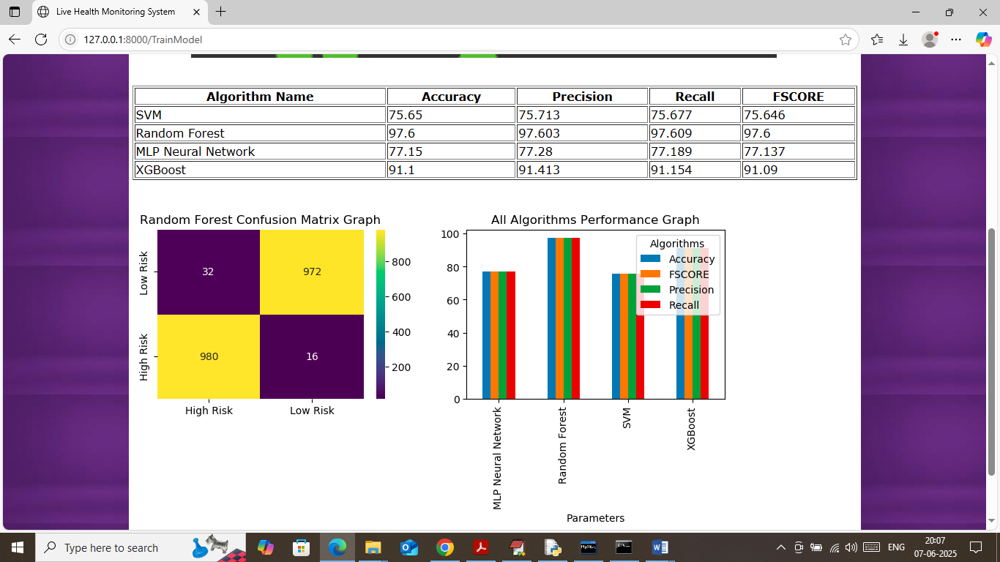 Live Health Monitoring System
127.0.0.1:8000/TrainModel
Algorithm Name Accuracy Precision Recall FSCORE
SVM 75.65 75.713 75.677 75.646
Random Forest 97.6 97.603 97.609 97.6
MLP Neural Network 77.15 77.28 77.189 77.137
XGBoost 91.1 91.413 91.154 91.09
Random Forest Confusion Matrix Graph
Low Risk
32 972
High Risk
980 16
High Risk Low Risk
800
600
400
200
All Algorithms Performance Graph
100
80
60
40
20
0
Algorithms
Accuracy
FSCORE
Precision
Recall
MLP Neural Network
Random Forest
SVM
XGBoost
Parameters
Type here to search
ENG
20:07
07-06-2025